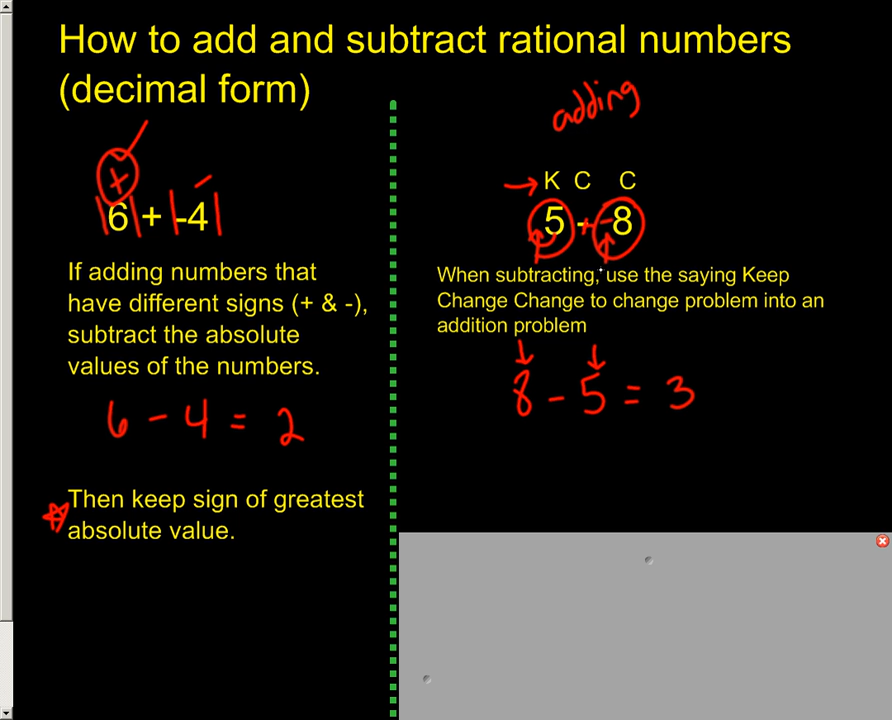 How to add and subtract rational numbers
(decimal form)
+
6 + -4
If adding numbers that
have different signs (+ & -),
subtract the absolute
values of the numbers.
6 - 4 = 2
Then keep sign of greatest
absolute value.
adding
K C C
5 + -8
When subtracting, use the saying Keep
Change Change to change problem into an
addition problem
8 - 5 = 3